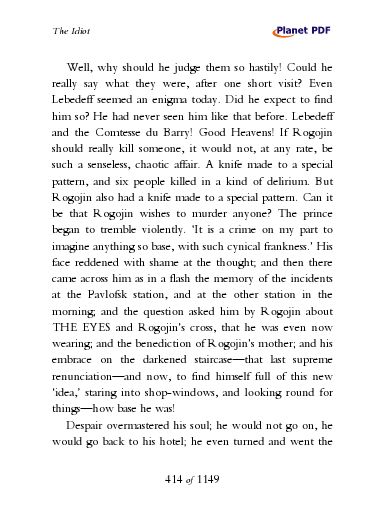 The Idiot
Planet PDF
Well, why should he judge them so hastily! Could he
really say what they were, after one short visit? Even
Lebedeff seemed an enigma today. Did he expect to find
him so? He had never seen him like that before. Lebedeff
and the Comtesse du Barry! Good Heavens! If Rogojin
should really kill someone, it would not, at any rate, be
such a senseless, chaotic affair. A knife made to a special
pattern, and six people killed in a kind of delirium. But
Rogojin also had a knife made to a special pattern. Can it
be that Rogojin wishes to murder anyone? The prince
began to tremble violently. ‘It is a crime on my part to
imagine anything so base, with such cynical frankness.’ His
face reddened with shame at the thought; and then there
came across him as in a flash the memory of the incidents
at the Pavlofsk station, and at the other station in the
morning; and the question asked him by Rogojin about
THE EYES and Rogojin’s cross, that he was even now
wearing; and the benediction of Rogojin’s mother; and his
embrace on the darkened staircase—that last supreme
renunciation—and now, to find himself full of this new
‘idea,’ staring into shop-windows, and looking round for
things—how base he was!
Despair overmastered his soul; he would not go on, he
would go back to his hotel; he even turned and went the
414 of 1149